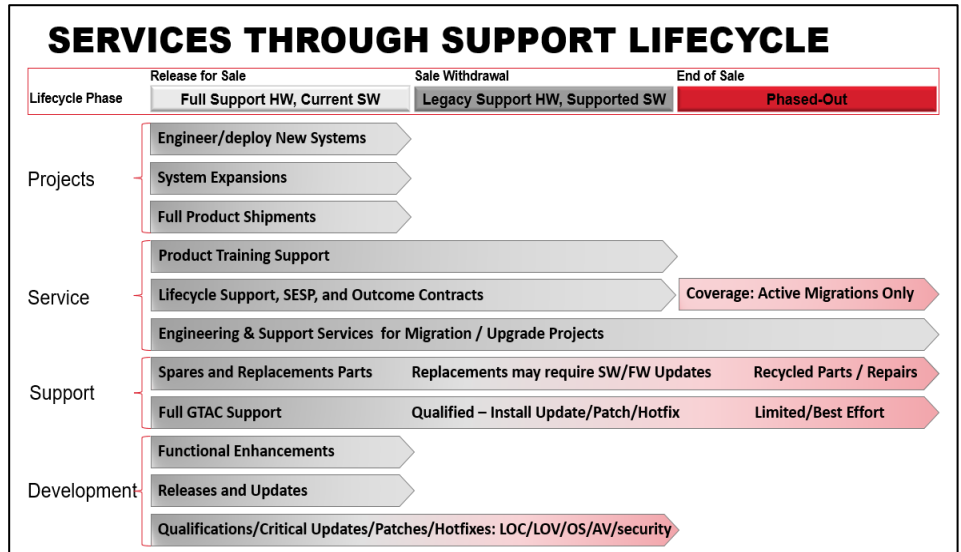 SERVICES THROUGH SUPPORT LIFECYCLE
Release for Sale Sale Withdrawal End of Sale
Lifecycle Phase Full Support HW, Current SW Legacy Support HW, Supported SW Phased-Out
Projects
Engineer/deploy New Systems
System Expansions
Full Product Shipments
Service
Product Training Support
Lifecycle Support, SESP, and Outcome Contracts Coverage: Active Migrations Only
Engineering & Support Services for Migration / Upgrade Projects
Support
Spares and Replacements Parts Replacements may require SW/FW Updates Recycled Parts / Repairs
Full GTAC Support Qualified – Install Update/Patch/Hotfix Limited/Best Effort
Development
Functional Enhancements
Releases and Updates
Qualifications/Critical Updates/Patches/Hotfixes: LOC/LOV/OS/AV/security